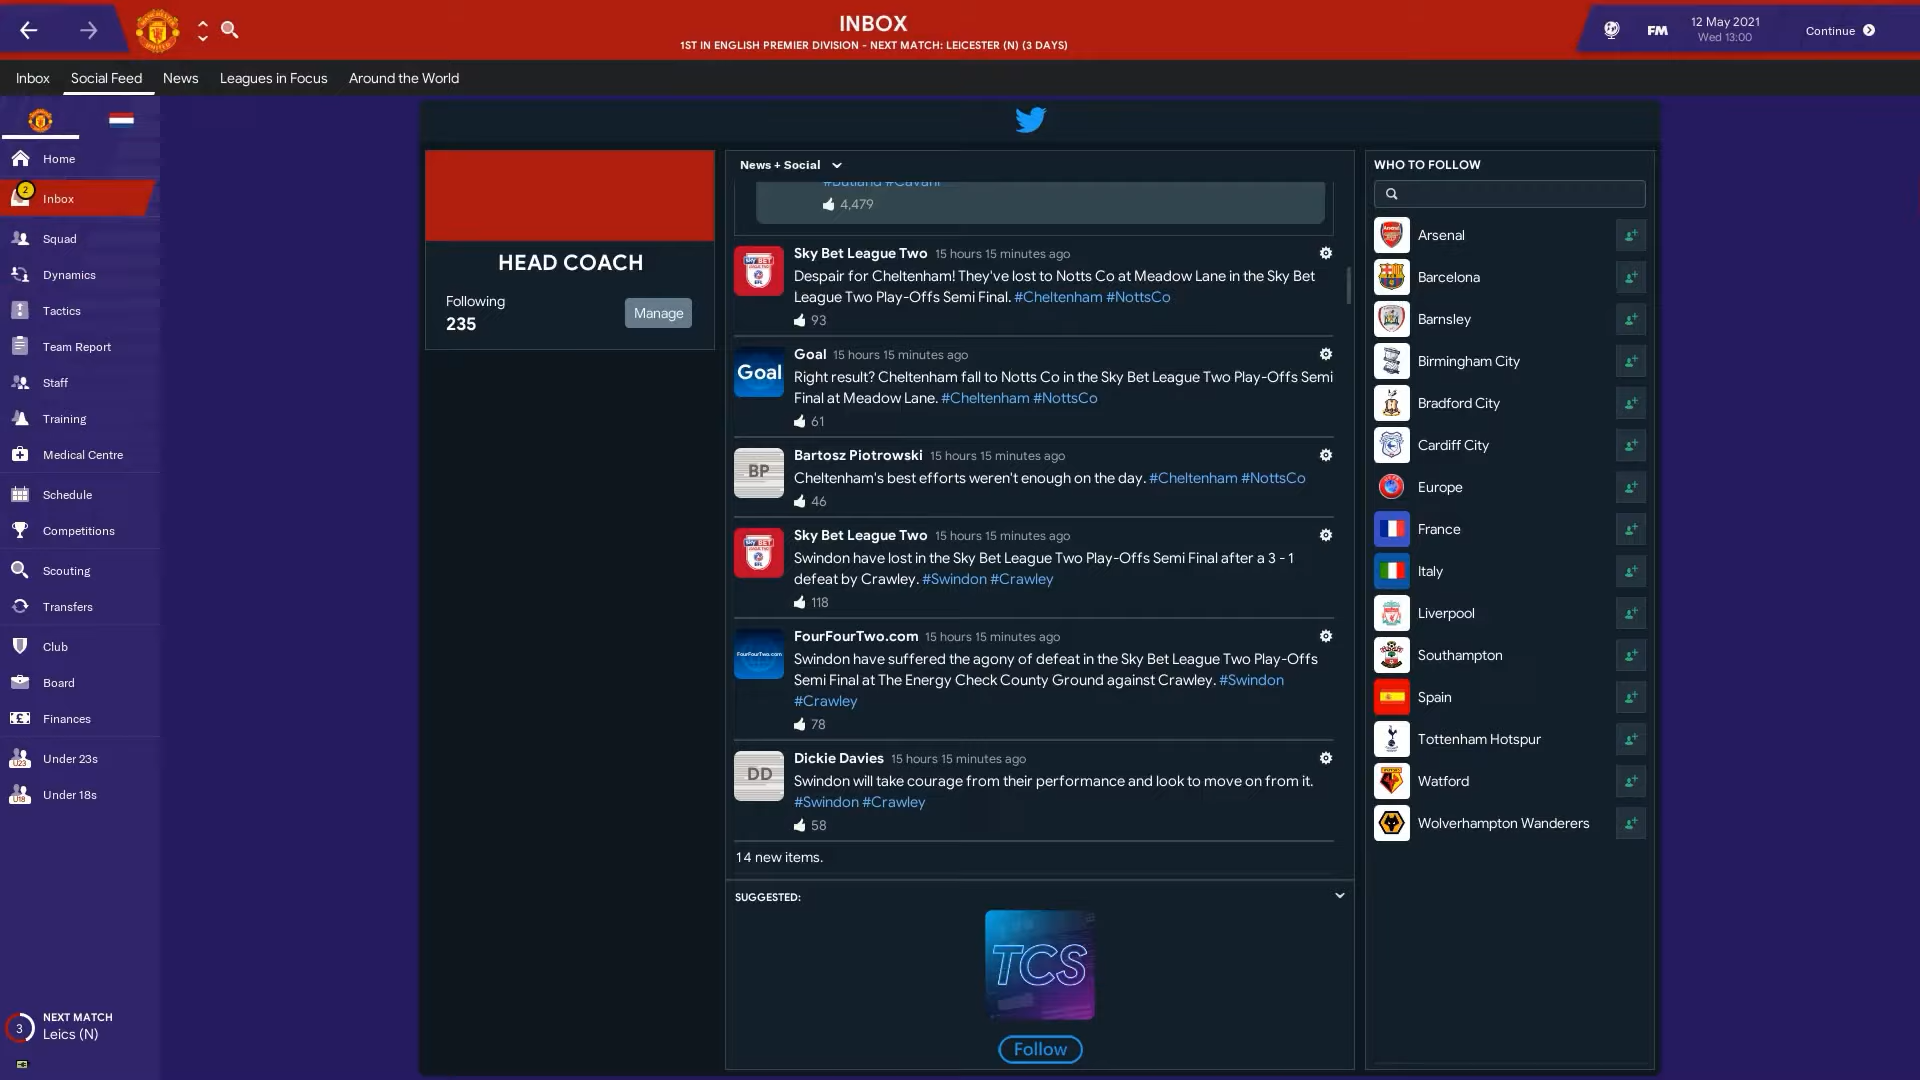 INBOX
1ST IN ENGLISH PREMIER DIVISION - NEXT MATCH: LEICESTER (N) (3 DAYS)
FM
12 May 2021
Wed 13:00
Continue
Inbox
Social Feed
News
Leagues in Focus
Around the World
Home
2
Inbox
Squad
Dynamics
Tactics
Team Report
Staff
Training
Medical Centre
Schedule
Competitions
Scouting
Transfers
Club
Board
Finances
U23
Under 23s
U18
Under 18s
3
NEXT MATCH
Leics (N)
HEAD COACH
Following
235
Manage
News + Social
#Butland #Cavani
4,479
SKY BET
EFL
Sky Bet League Two 15 hours 15 minutes ago
Despair for Cheltenham! They've lost to Notts Co at Meadow Lane in the Sky Bet
League Two Play-Offs Semi Final. #Cheltenham #NottsCo
93
Goal
Goal 15 hours 15 minutes ago
Right result? Cheltenham fall to Notts Co in the Sky Bet League Two Play-Offs Semi
Final at Meadow Lane. #Cheltenham #NottsCo
61
BP
Bartosz Piotrowski 15 hours 15 minutes ago
Cheltenham's best efforts weren't enough on the day. #Cheltenham #NottsCo
46
SKY BET
EFL
Sky Bet League Two 15 hours 15 minutes ago
Swindon have lost in the Sky Bet League Two Play-Offs Semi Final after a 3 - 1
defeat by Crawley. #Swindon #Crawley
118
FourFourTwo.com
FourFourTwo.com 15 hours 15 minutes ago
Swindon have suffered the agony of defeat in the Sky Bet League Two Play-Offs
Semi Final at The Energy Check County Ground against Crawley. #Swindon
#Crawley
78
DD
Dickie Davies 15 hours 15 minutes ago
Swindon will take courage from their performance and look to move on from it.
#Swindon #Crawley
58
14 new items.
SUGGESTED:
TCS
Follow
WHO TO FOLLOW
Arsenal
Barcelona
Barnsley
Birmingham City
Bradford City
Cardiff City
Europe
France
Italy
Liverpool
Southampton
Spain
Tottenham Hotspur
Watford
Wolverhampton Wanderers